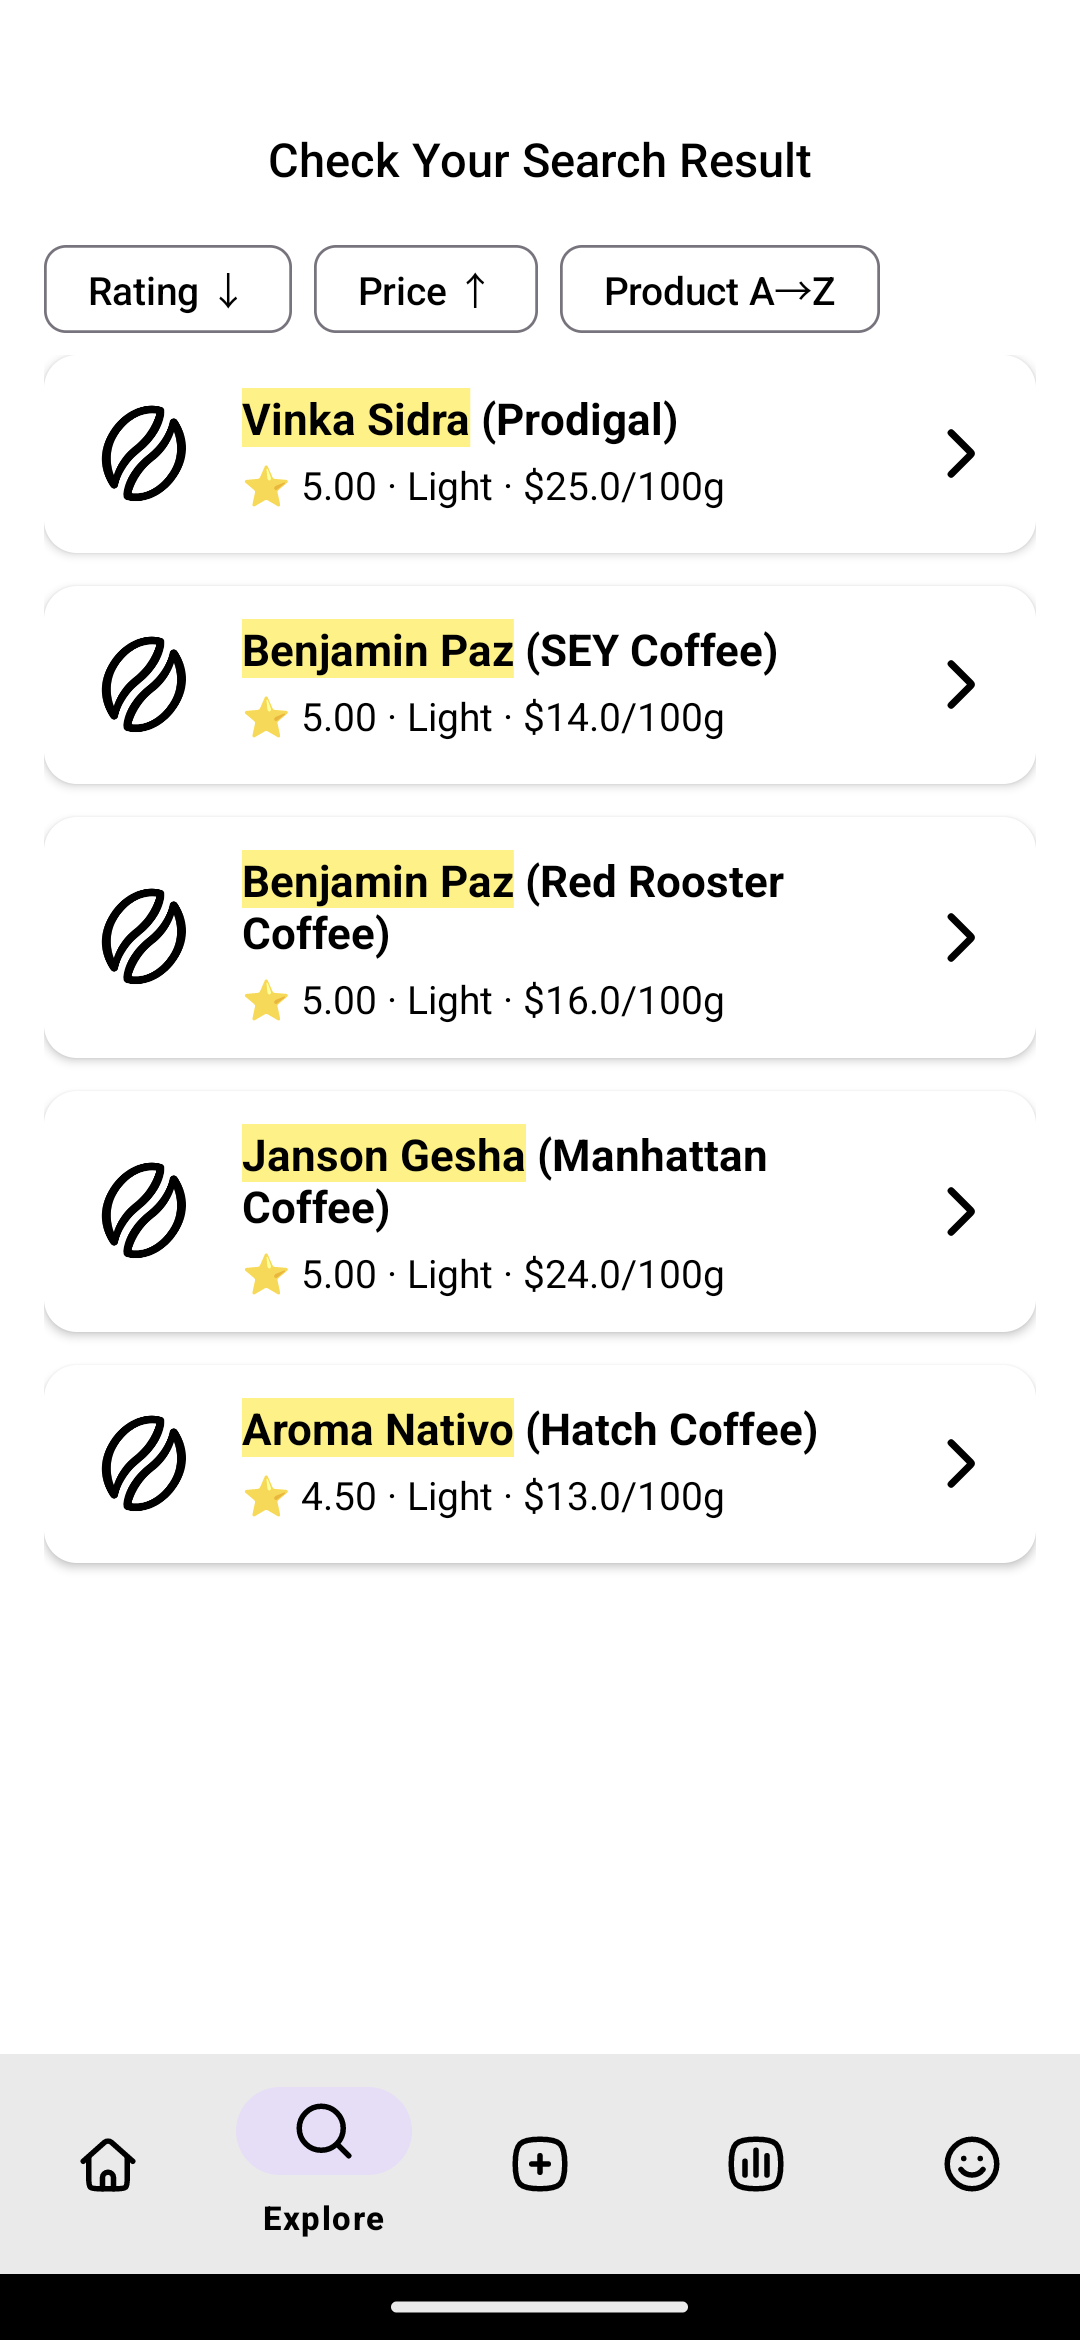 Check Your Search Result
Rating ↓ Price ↑ Product A→Z
Vinka Sidra (Prodigal)
⭐ 5.00 · Light · $25.0/100g
Benjamin Paz (SEY Coffee)
⭐ 5.00 · Light · $14.0/100g
Benjamin Paz (Red Rooster
Coffee)
⭐ 5.00 · Light · $16.0/100g
Janson Gesha (Manhattan
Coffee)
⭐ 5.00 · Light · $24.0/100g
Aroma Nativo (Hatch Coffee)
⭐ 4.50 · Light · $13.0/100g
Explore